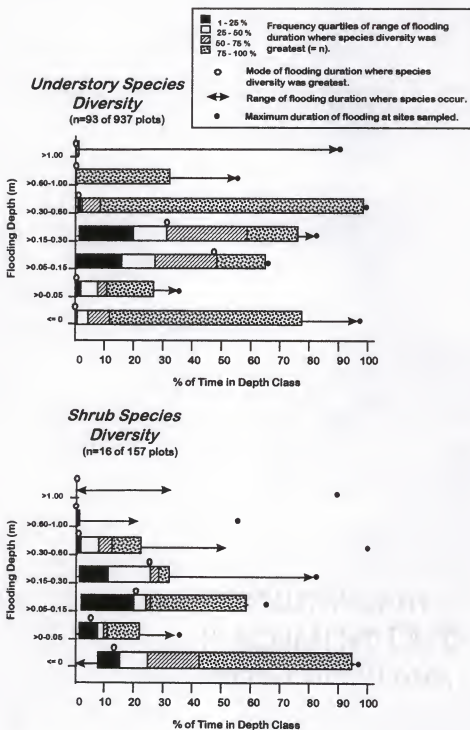 1 - 25 %
25 - 50 %
50 - 75 %
75 - 100 %
Frequency quartiles of range of flooding
duration where species diversity was
greatest (= n).
Mode of flooding duration where species
diversity was greatest.
Range of flooding duration where species occur.
Maximum duration of flooding at sites sampled.
Understory Species
Diversity
(n=93 of 937 plots)
Flooding Depth (m)
>1.00
>0.60-1.00
>0.30-0.60
>0.15-0.30
>0.05-0.15
>0-0.05
<= 0
0 10 20 30 40 50 60 70 80 90 100
% of Time in Depth Class
Shrub Species
Diversity
(n=16 of 157 plots)
Flooding Depth (m)
>1.00
>0.60-1.00
>0.30-0.60
>0.15-0.30
>0.05-0.15
>0-0.05
<= 0
0 10 20 30 40 50 60 70 80 90 100
% of Time in Depth Class